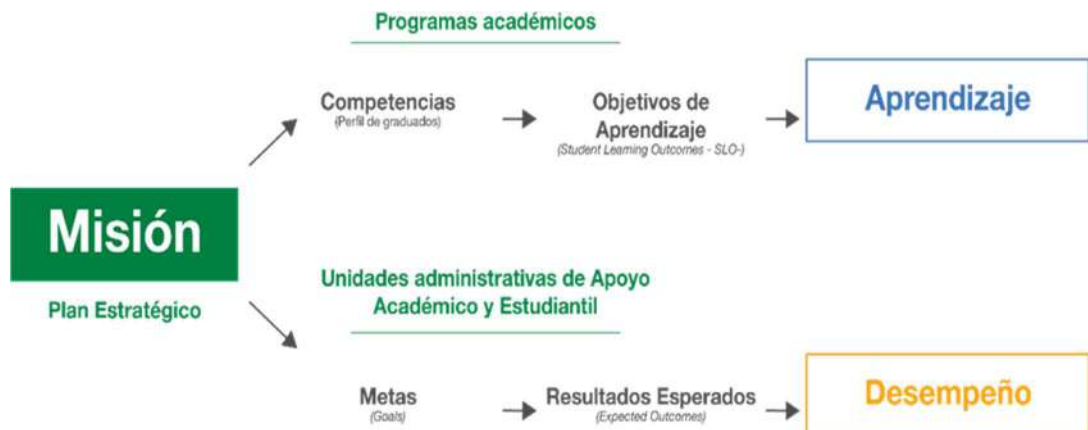 Programas académicos
Competencias
(Perfil de graduados)
Objetivos de
Aprendizaje
(Student Learning Outcomes - SLO-)
Aprendizaje
Misión
Plan Estratégico
Unidades administrativas de Apoyo
Académico y Estudiantil
Metas
(Goals)
Resultados Esperados
(Expected Outcomes)
Desempeño